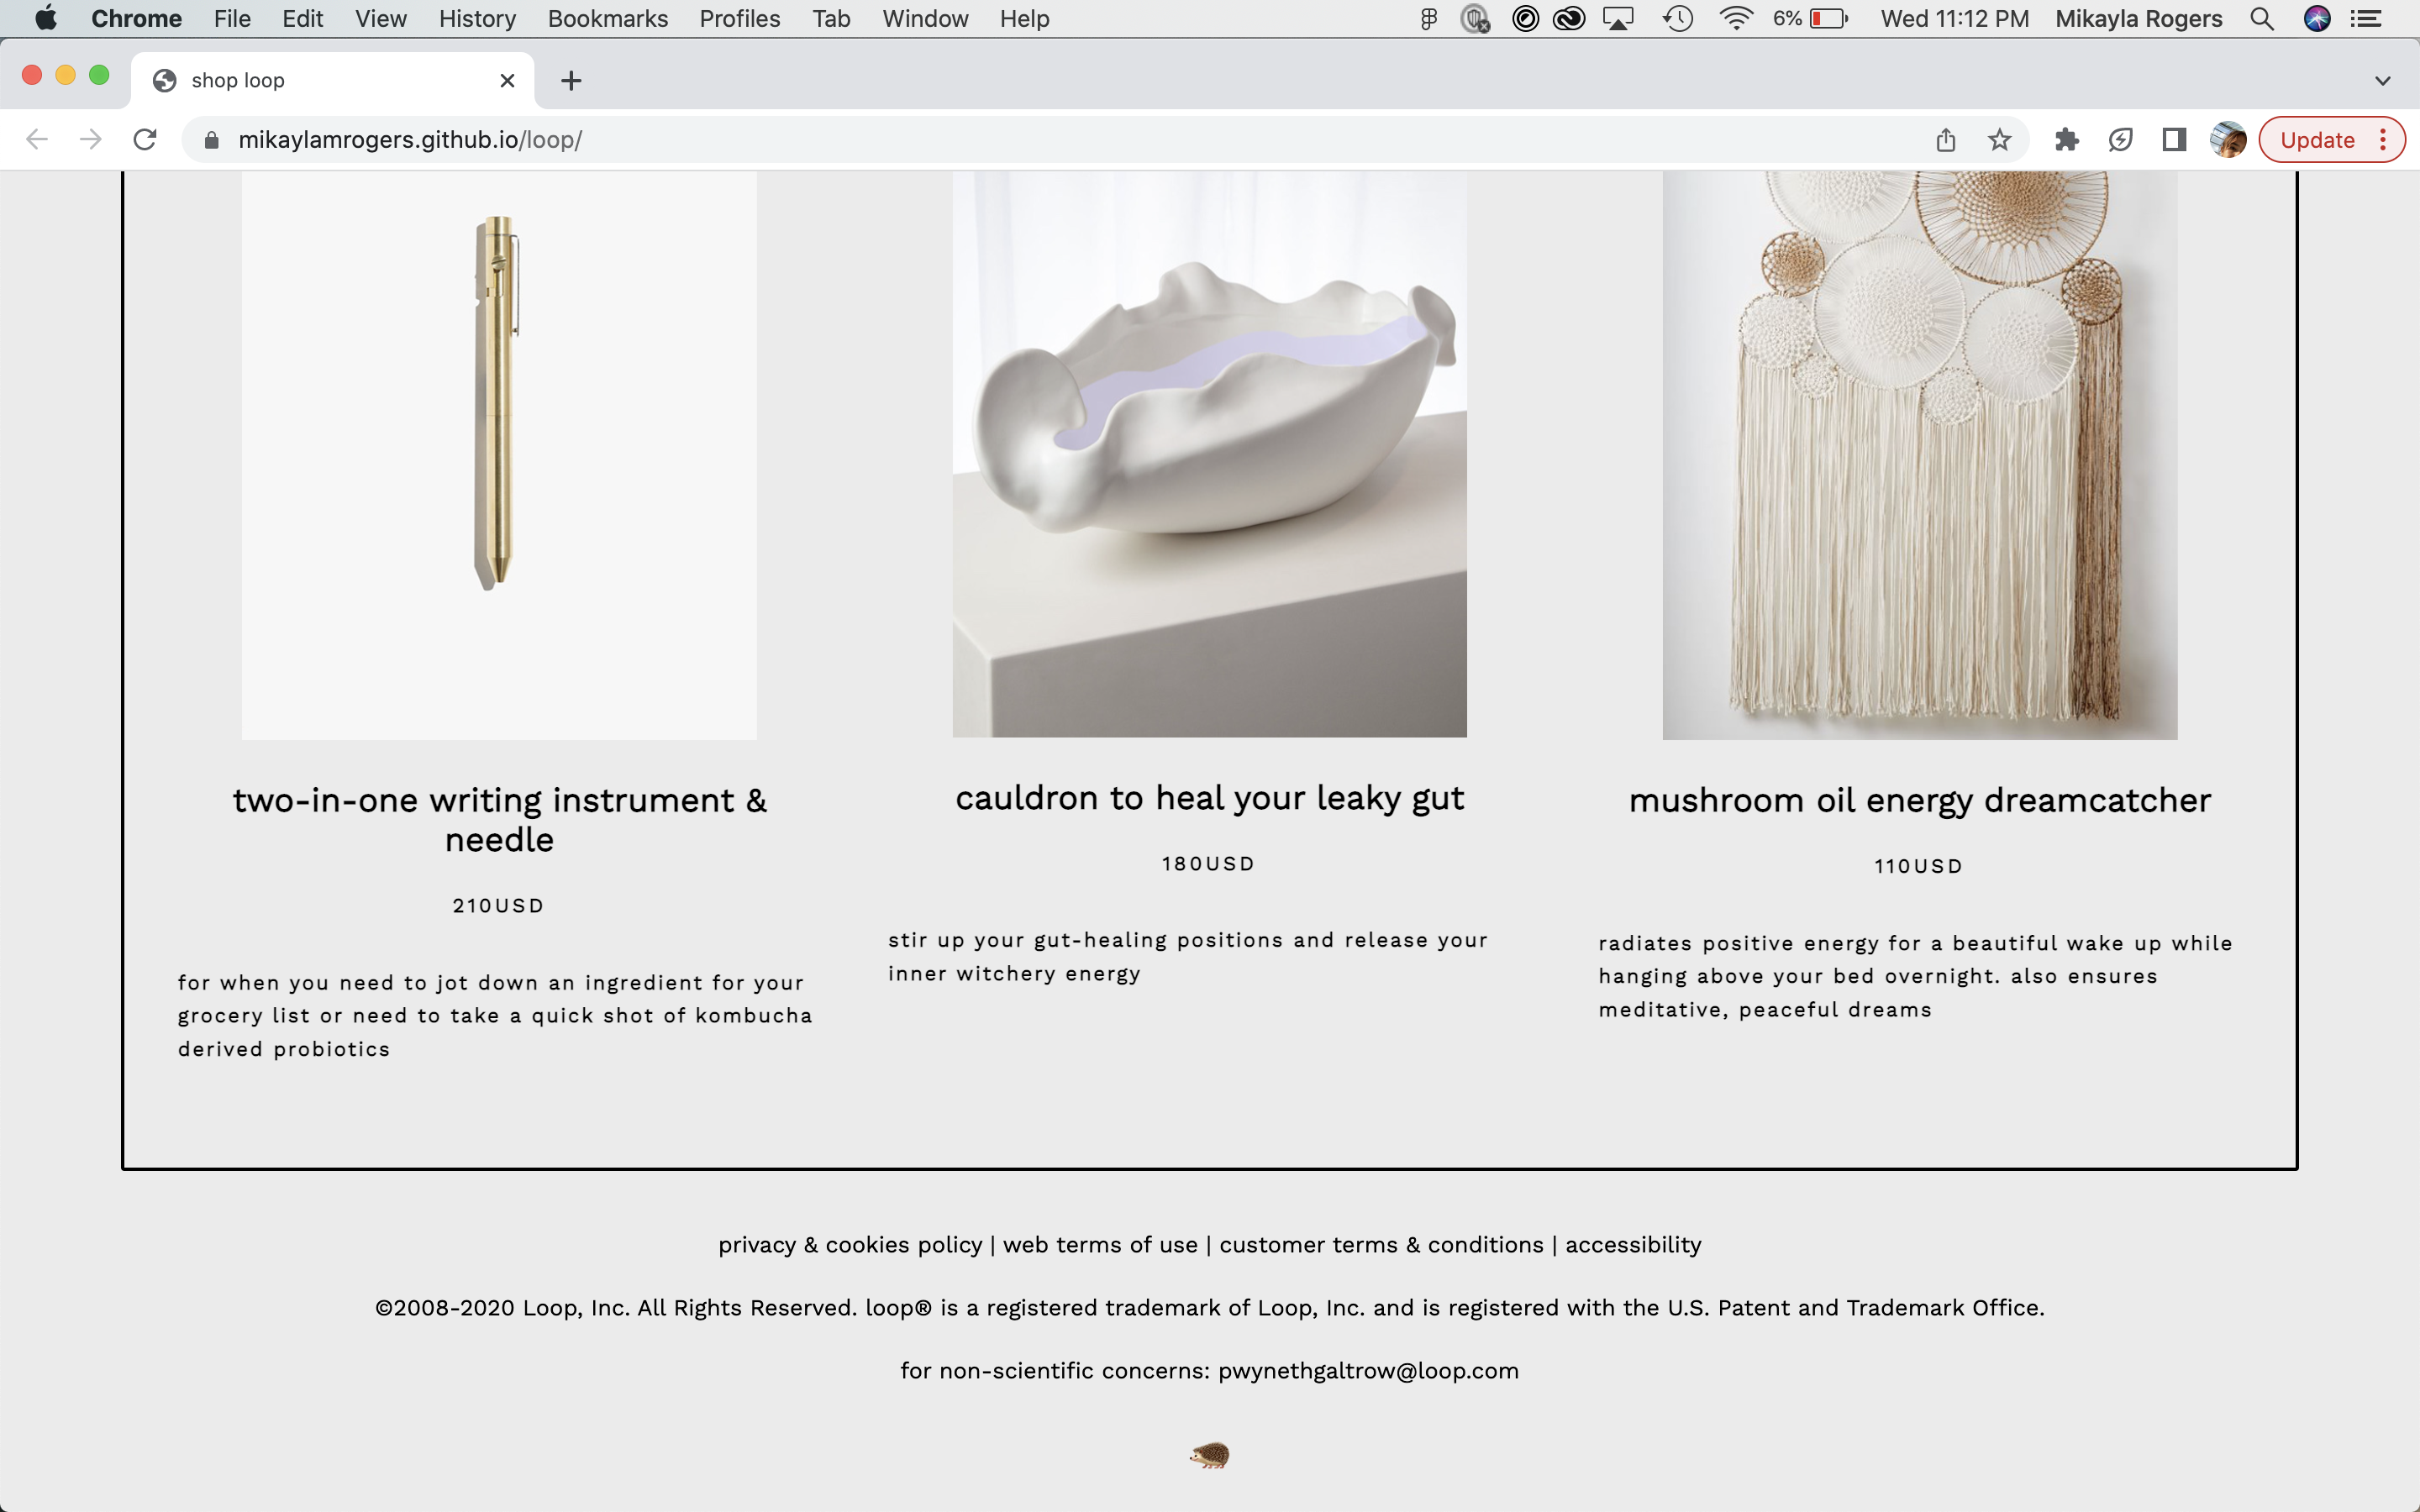 Chrome File Edit View History Bookmarks Profiles Tab Window Help 6% Wed 11:12 PM Mikayla Rogers
shop loop
mikaylamrogers.github.io/loop/ Update
two-in-one writing instrument &
needle
210USD
for when you need to jot down an ingredient for your
grocery list or need to take a quick shot of kombucha
derived probiotics
cauldron to heal your leaky gut
180USD
stir up your gut-healing positions and release your
inner witchery energy
mushroom oil energy dreamcatcher
110USD
radiates positive energy for a beautiful wake up while
hanging above your bed overnight. also ensures
meditative, peaceful dreams
privacy & cookies policy | web terms of use | customer terms & conditions | accessibility
©2008-2020 Loop, Inc. All Rights Reserved. loop® is a registered trademark of Loop, Inc. and is registered with the U.S. Patent and Trademark Office.
for non-scientific concerns: pwynethgaltrow@loop.com